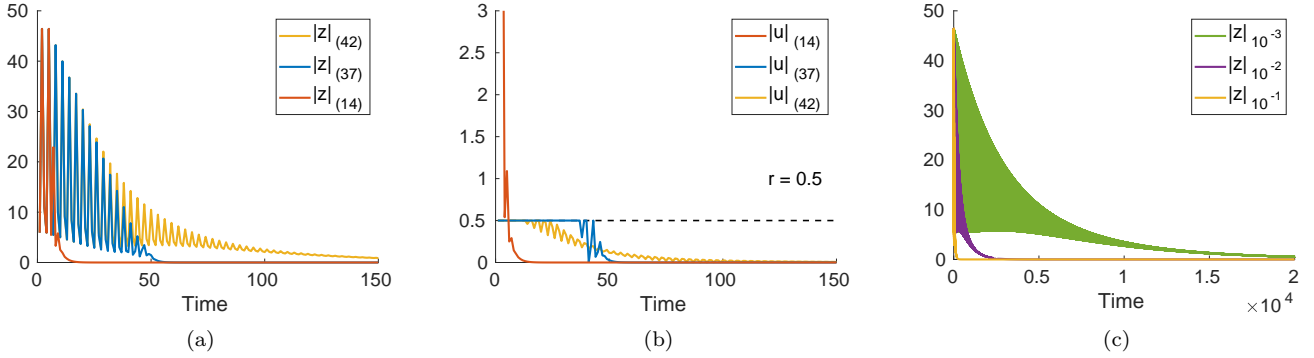 50
40
30
20
10
0
0 50 100 150
Time
|z| (42)
|z| (37)
|z| (14)
(a)
3
2.5
2
1.5
1
0.5
0
0 50 100 150
Time
|u| (14)
|u| (37)
|u| (42)
r = 0.5
(b)
50
40
30
20
10
0
0 0.5 1 1.5 2
×10⁴
Time
|z| 10⁻³
|z| 10⁻²
|z| 10⁻¹
(c)